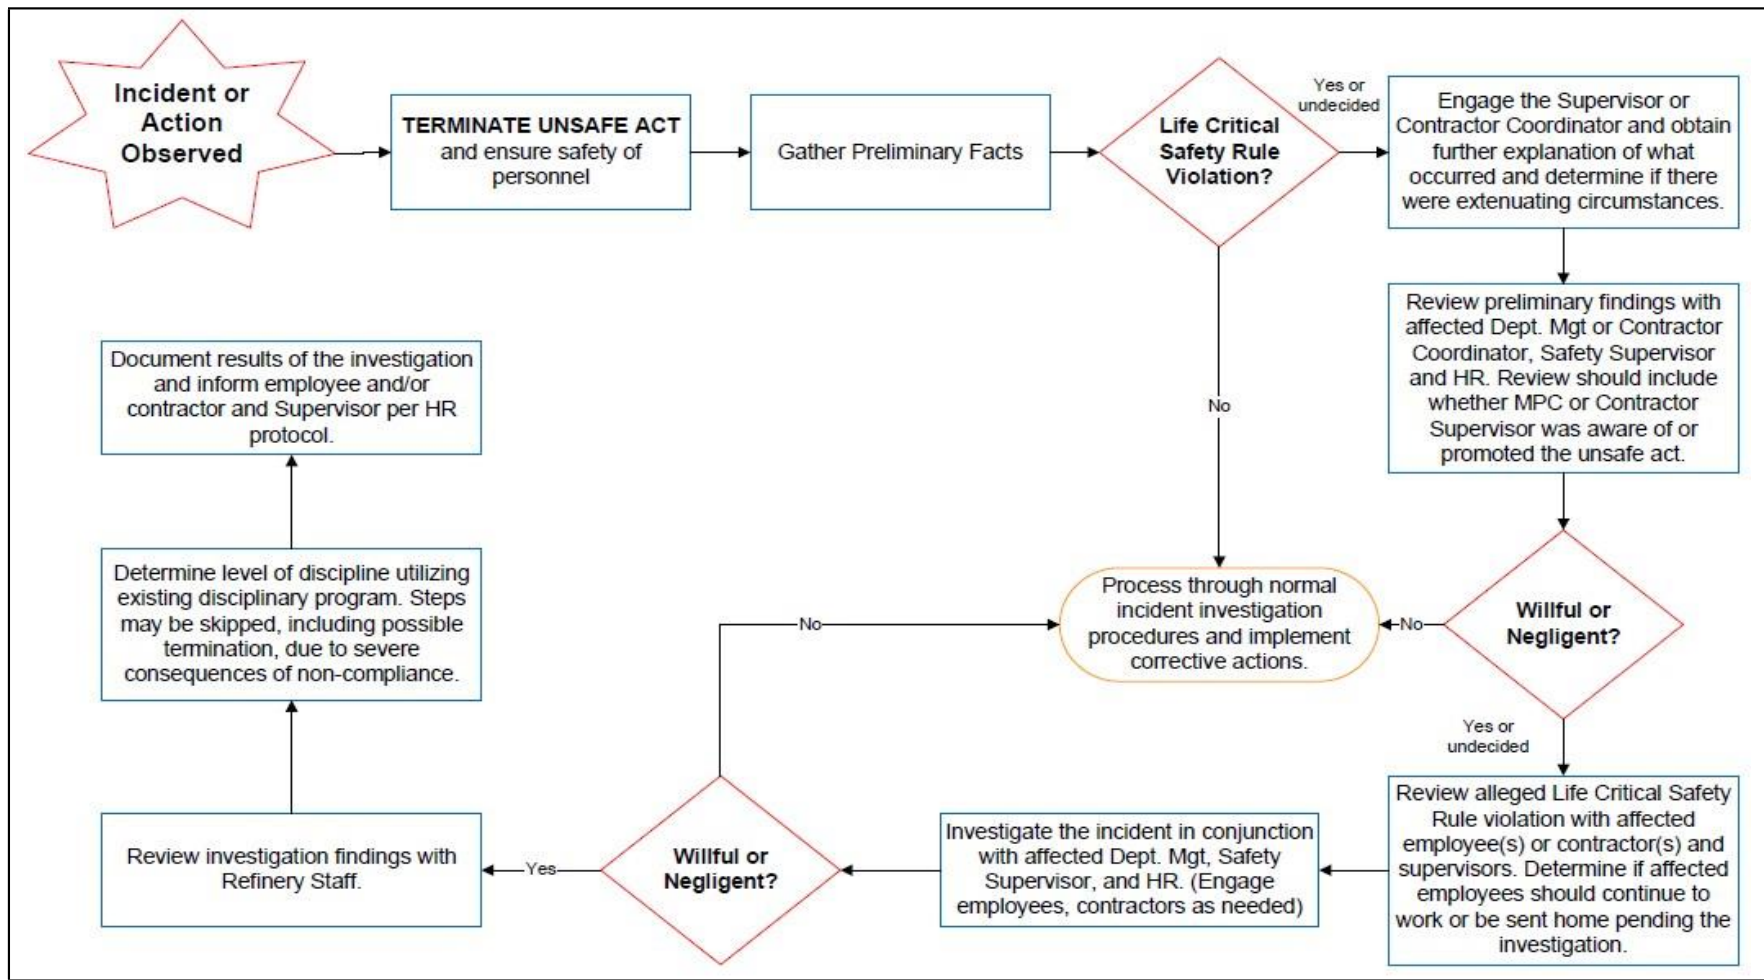 Incident or
Action
Observed
TERMINATE UNSAFE ACT
and ensure safety of
personnel
Gather Preliminary Facts
Life Critical
Safety Rule
Violation?
Yes or
undecided
Engage the Supervisor or
Contractor Coordinator and obtain
further explanation of what
occurred and determine if there
were extenuating circumstances.
No
Review preliminary findings with
affected Dept. Mgt or Contractor
Coordinator, Safety Supervisor
and HR. Review should include
whether MPC or Contractor
Supervisor was aware of or
promoted the unsafe act.
Willful or
Negligent?
No
Process through normal
incident investigation
procedures and implement
corrective actions.
Yes or
undecided
Review alleged Life Critical Safety
Rule violation with affected
employee(s) or contractor(s) and
supervisors. Determine if affected
employees should continue to
work or be sent home pending the
investigation.
Investigate the incident in conjunction
with affected Dept. Mgt, Safety
Supervisor, and HR. (Engage
employees, contractors as needed)
Willful or
Negligent?
No
Yes
Review investigation findings with
Refinery Staff.
Determine level of discipline utilizing
existing disciplinary program. Steps
may be skipped, including possible
termination, due to severe
consequences of non-compliance.
Document results of the investigation
and inform employee and/or
contractor and Supervisor per HR
protocol.